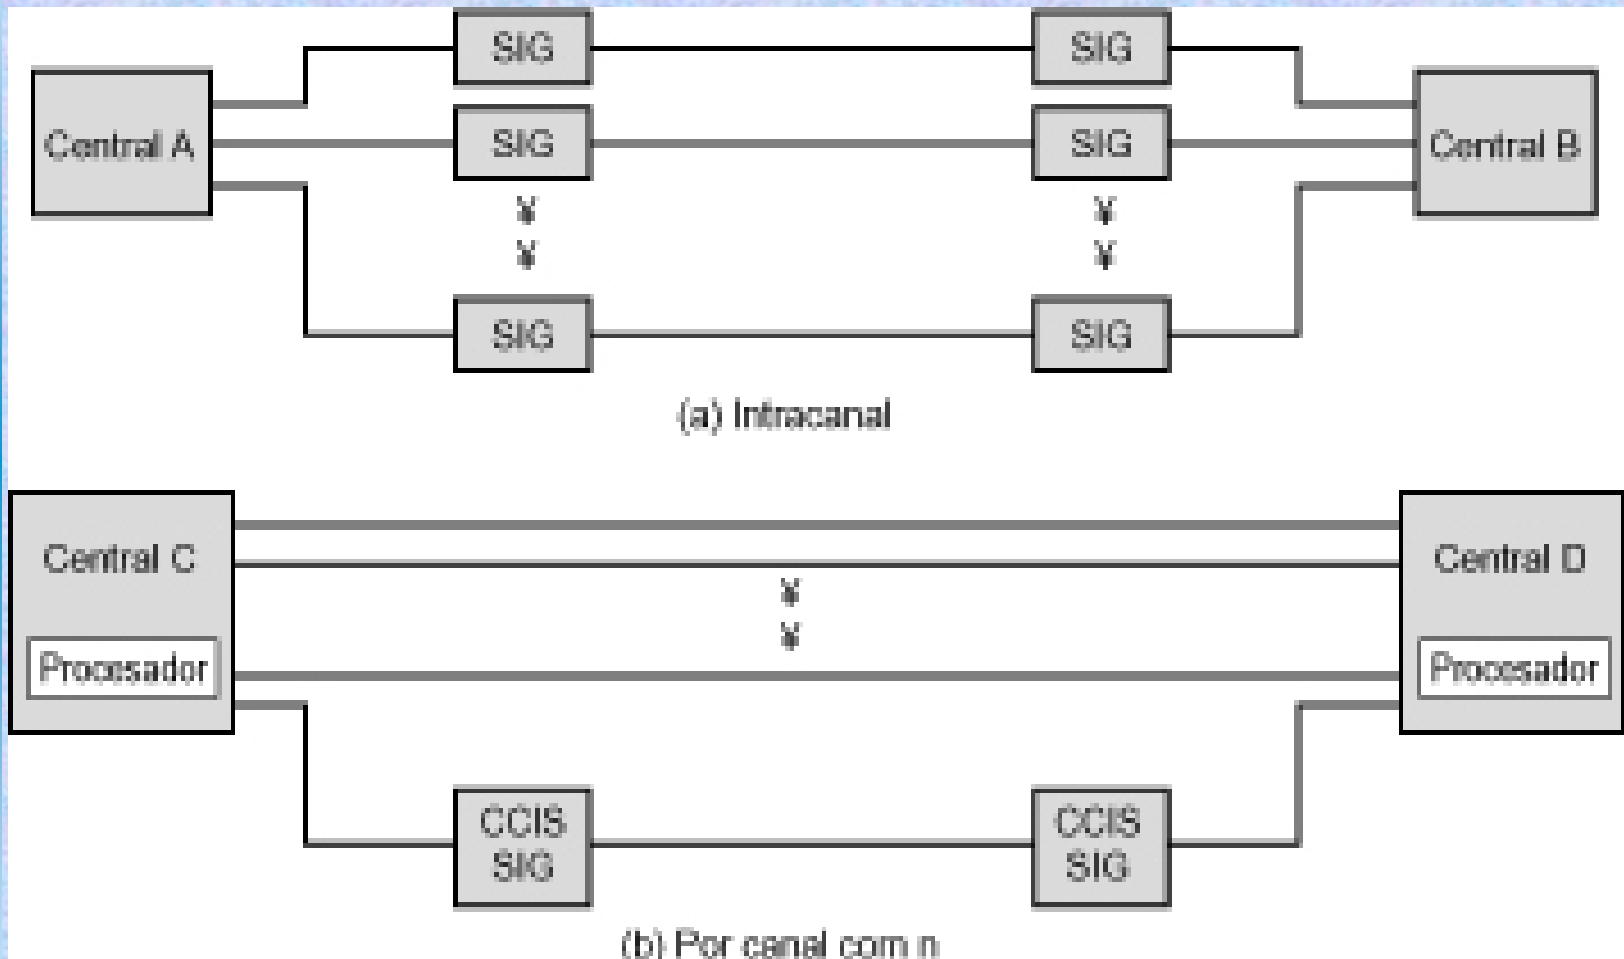 SIG SIG
Central A SIG SIG Central B
¥ ¥
¥ ¥
SIG SIG
(a) Intracanal
Central C Central D
¥
¥
Procesador Procesador
CCIS CCIS
SIG SIG
(b) Por canal com n